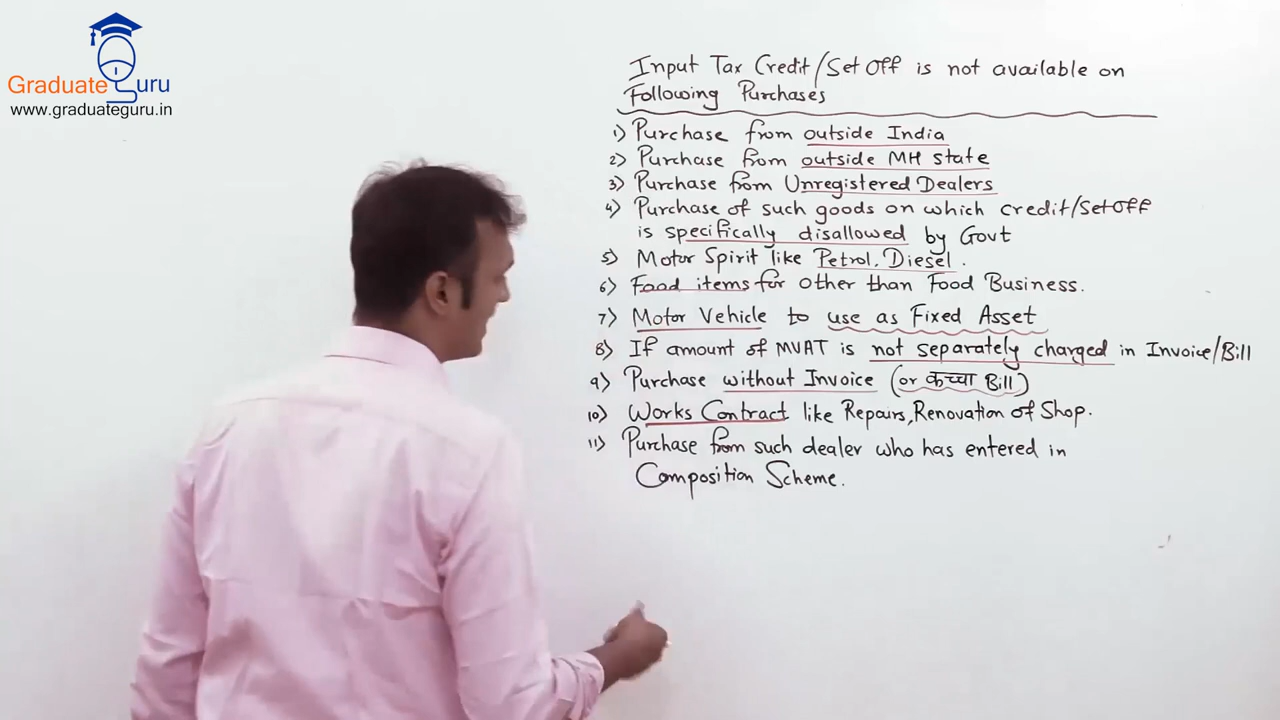 Graduate Guru
www.graduateguru.in
Input Tax Credit/Set Off is not available on
Following Purchases
1) Purchase from outside India
2) Purchase from outside MH state
3) Purchase from Unregistered Dealers
4) Purchase of such goods on which credit/set off
is specifically disallowed by Govt
5) Motor Spirit like Petrol, Diesel.
6) Food items for other than Food Business.
7) Motor Vehicle to use as Fixed Asset
8) If amount of MVAT is not separately charged in Invoice/Bill
9) Purchase without Invoice (or कच्चा Bill)
10) Works Contract like Repairs, Renovation of Shop.
11) Purchase from such dealer who has entered in
Composition Scheme.